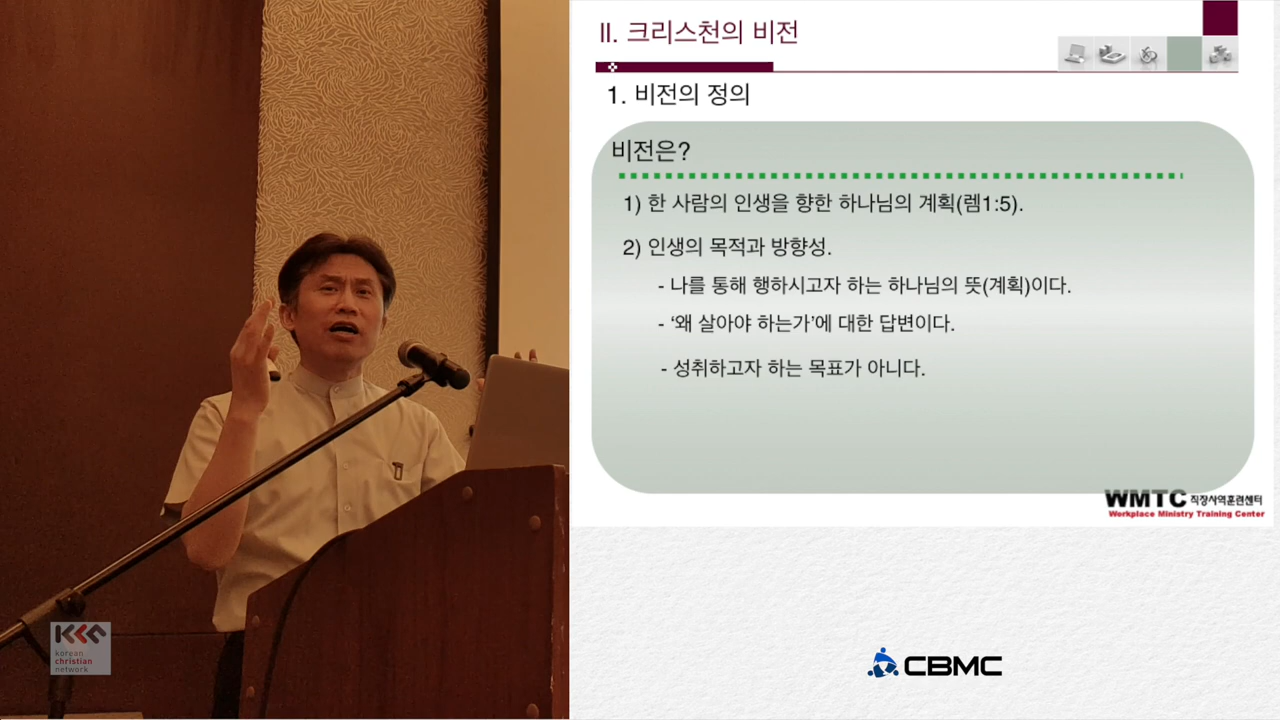 II. 크리스천의 비전
1. 비전의 정의
비전은?
1) 한 사람의 인생을 향한 하나님의 계획(렘1:5).
2) 인생의 목적과 방향성.
- 나를 통해 행하시고자 하는 하나님의 뜻(계획)이다.
- ‘왜 살아야 하는가’에 대한 답변이다.
- 성취하고자 하는 목표가 아니다.
WMTC 직장사역훈련센터
Workplace Ministry Training Center
CBMC
kcn
korean
christian
network